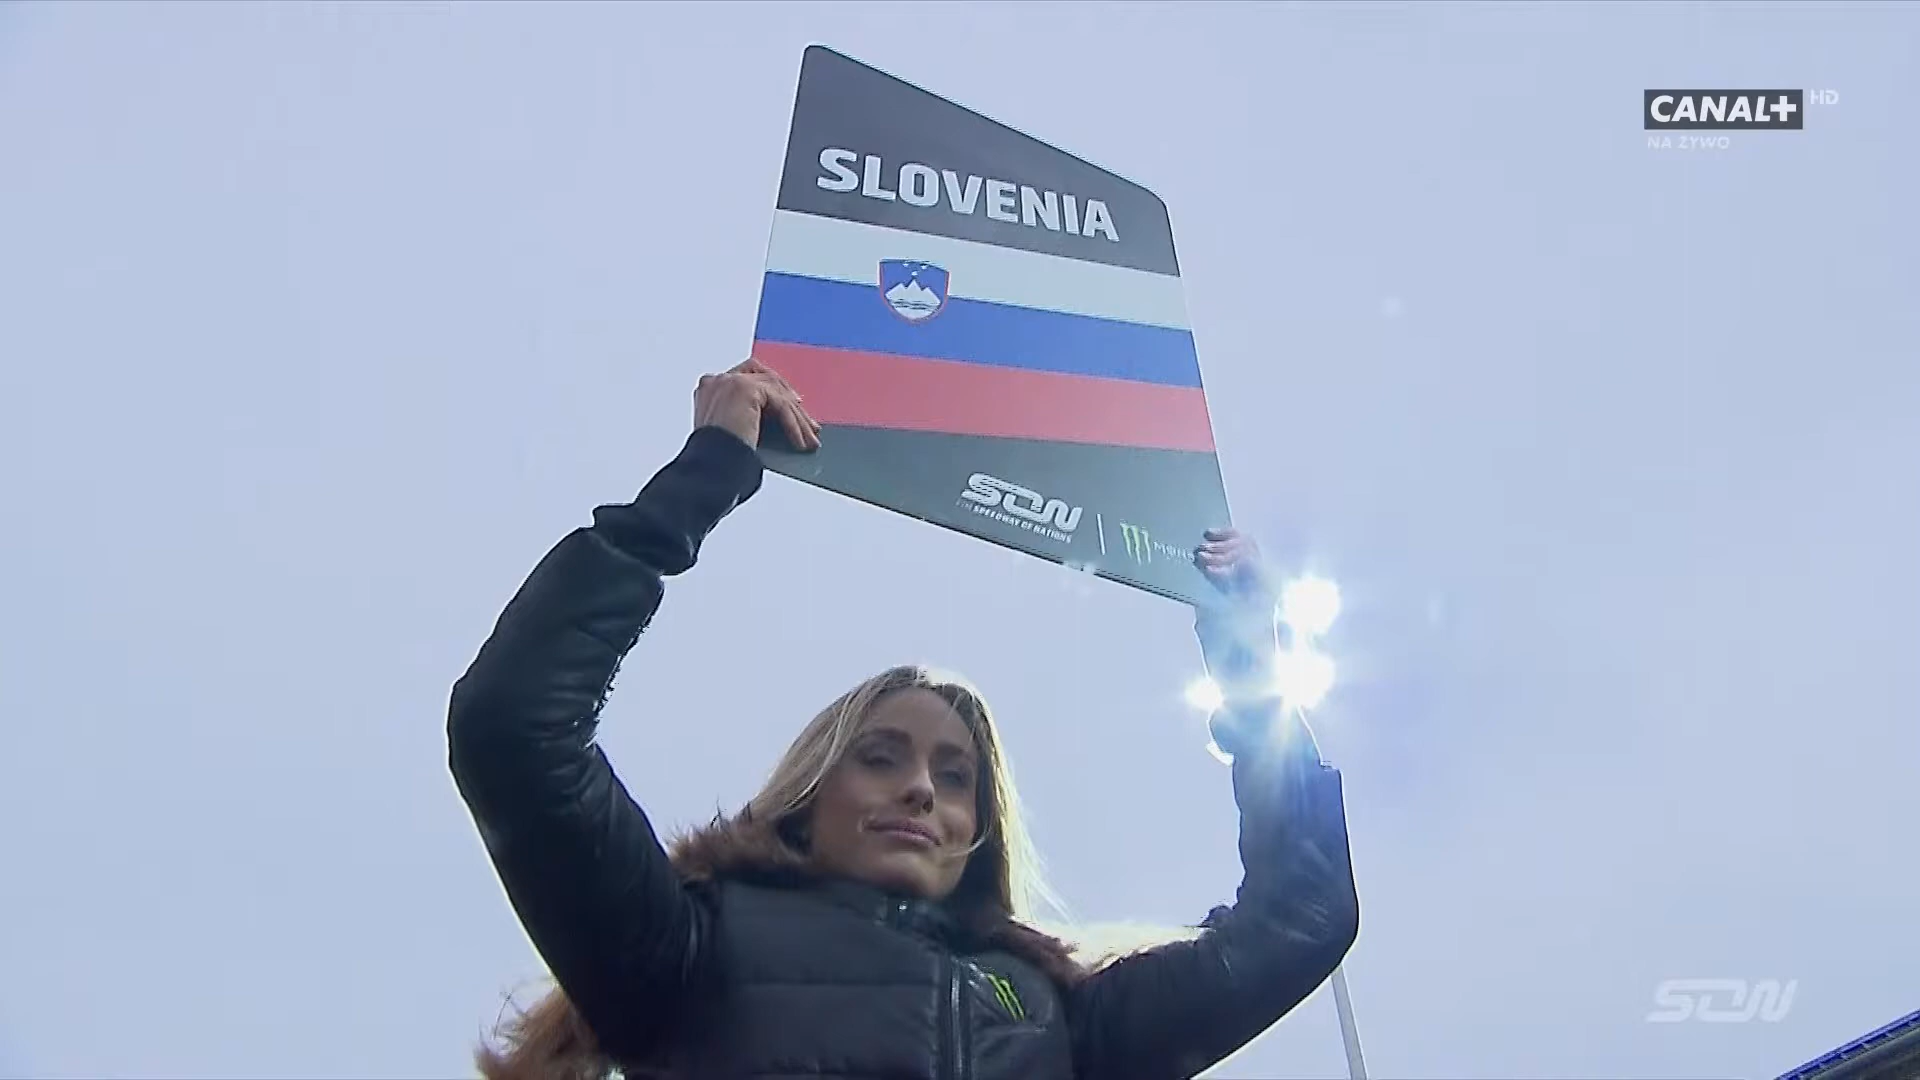 SLOVENIA
SON
SPEEDWAY OF NATIONS
CANAL+ HD
NA ŻYWO
SON